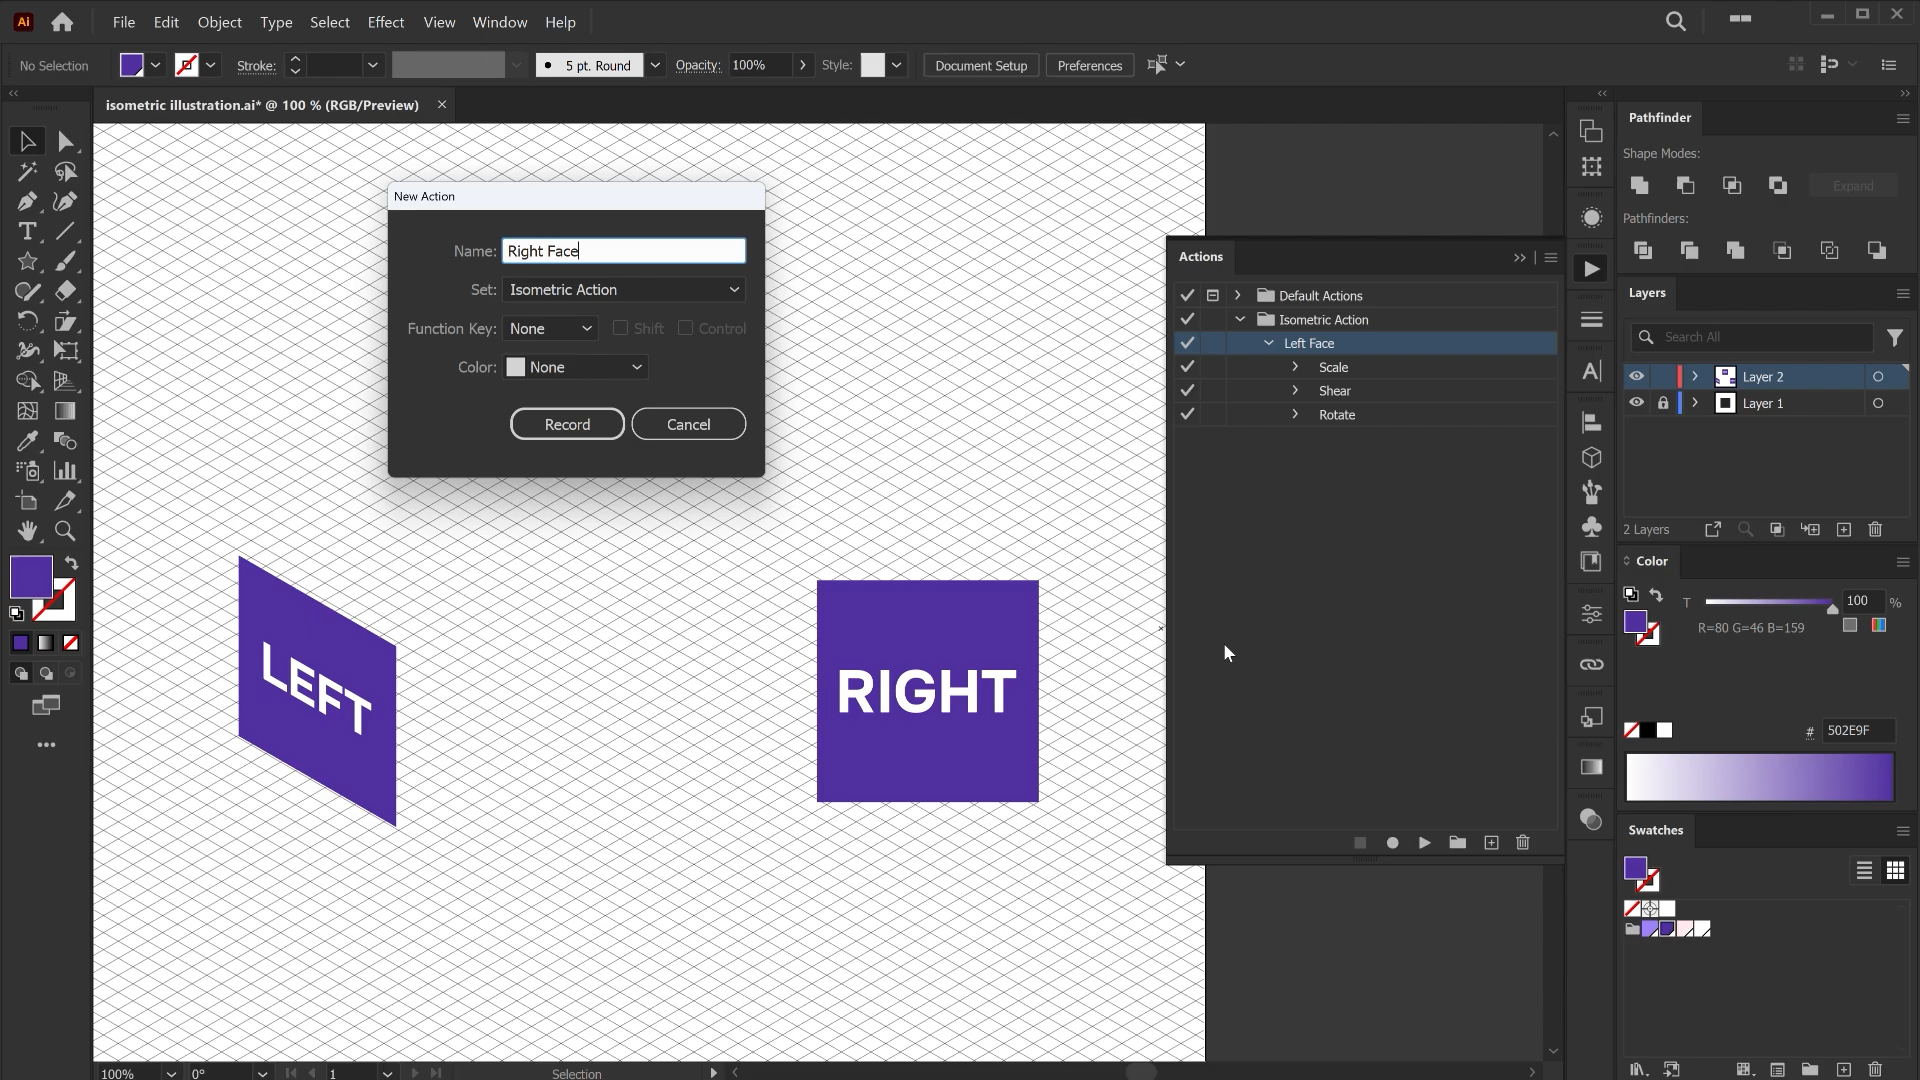 Ai File Edit Object Type Select Effect View Window Help
No Selection Stroke: 5 pt. Round Opacity: 100% Style: Document Setup Preferences
isometric illustration.ai* @ 100 % (RGB/Preview)
New Action
Name: Right Face
Set: Isometric Action
Function Key: None Shift Control
Color: None
Record Cancel
LEFT
RIGHT
Actions
Default Actions
Isometric Action
Left Face
Scale
Shear
Rotate
Pathfinder
Shape Modes:
Expand
Pathfinders:
Layers
Search All
Layer 2
Layer 1
2 Layers
Color
T 100 %
R=80 G=46 B=159
# 502E9F
Swatches
100% 0° 1 Selection